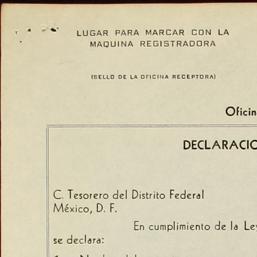 LUGAR PARA MARCAR CON LA
MAQUINA REGISTRADORA
(SELLO DE LA OFICINA RECEPTORA)
Oficin
DECLARACIO
C. Tesorero del Distrito Federal
México, D. F.
En cumplimiento de la Ley
se declara: